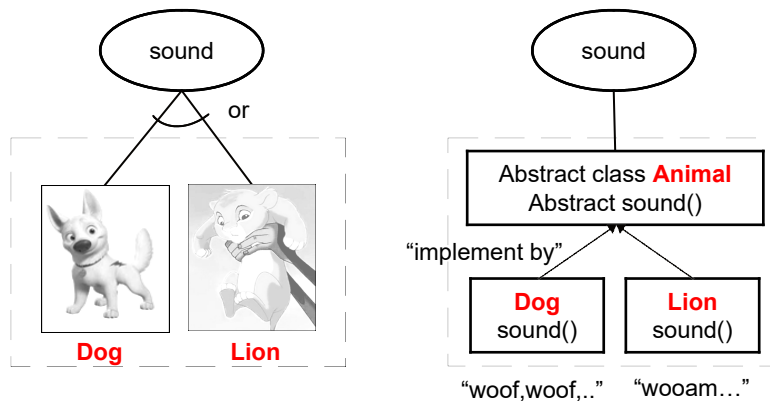 sound
or
Dog
Lion
sound
Abstract class Animal
Abstract sound()
“implement by”
Dog
sound()
Lion
sound()
“woof,woof,..”
“wooam…”